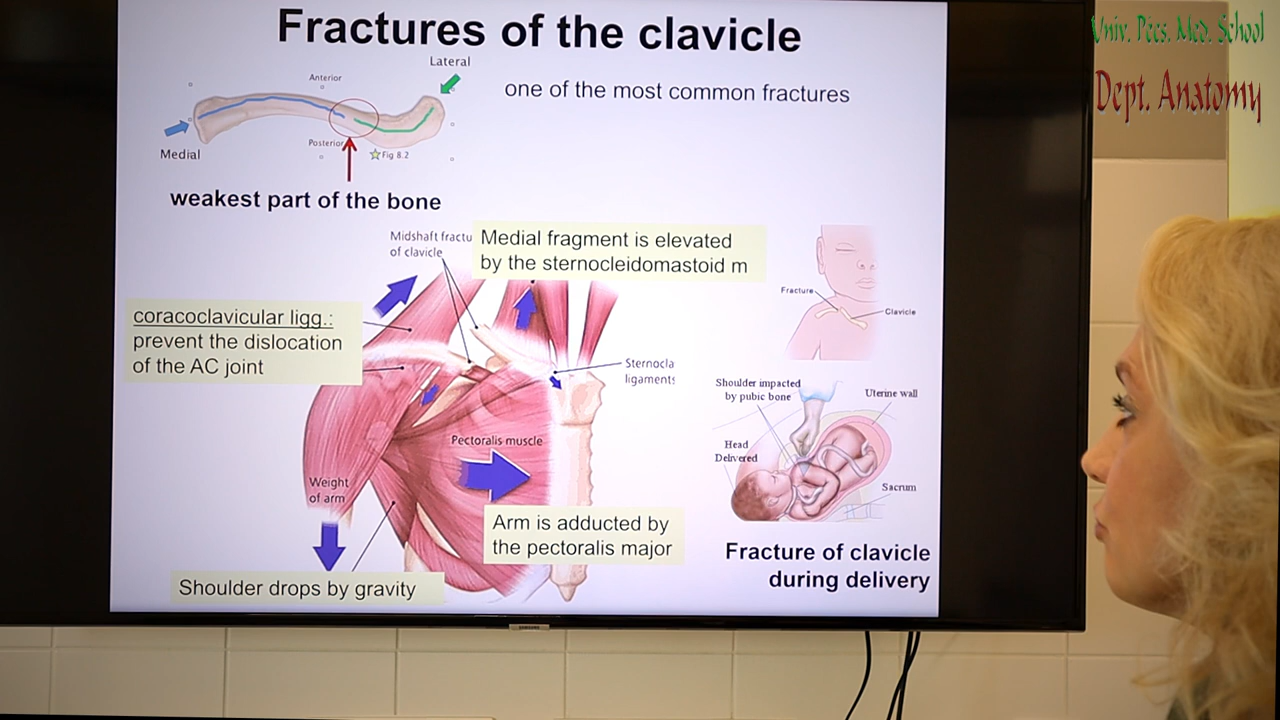 Fractures of the clavicle
Univ. Pécs. Med. School
Dept. Anatomy
Lateral
Anterior
one of the most common fractures
Posterior
Fig 8.2
Medial
weakest part of the bone
Midshaft fractu
of clavicle
Medial fragment is elevated
by the sternocleidomastoid m
Fracture
Clavicle
coracoclavicular ligg.:
prevent the dislocation
of the AC joint
Sternocla
ligaments
Shoulder impacted
by pubic bone
Uterine wall
Head
Delivered
Pectoralis muscle
Weight
of arm
Sacrum
Arm is adducted by
the pectoralis major
Fracture of clavicle
during delivery
Shoulder drops by gravity
SAMSUNG